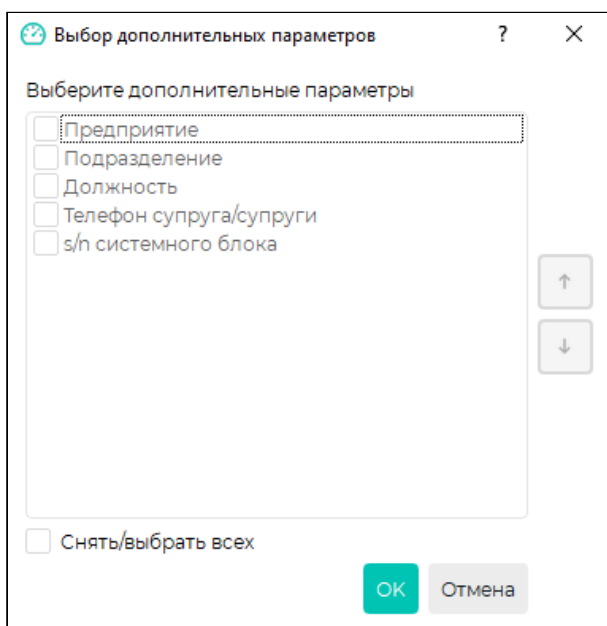 Выбор дополнительных параметров ?
Выберите дополнительные параметры
Предприятие
Подразделение
Должность
Телефон супруга/супруги
s/n системного блока
Снять/выбрать всех
OK Отмена